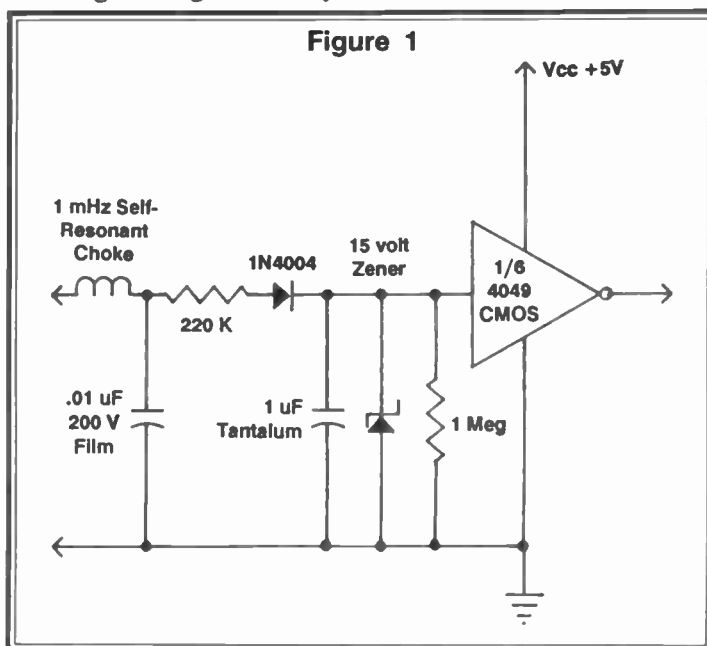 Figure 1
Vcc +5V
1 mHz Self-
Resonant
Choke
1N4004
15 volt
Zener
1/6
4049
CMOS
220 K
.01 uF
200 V
Film
1 uF
Tantalum
1 Meg